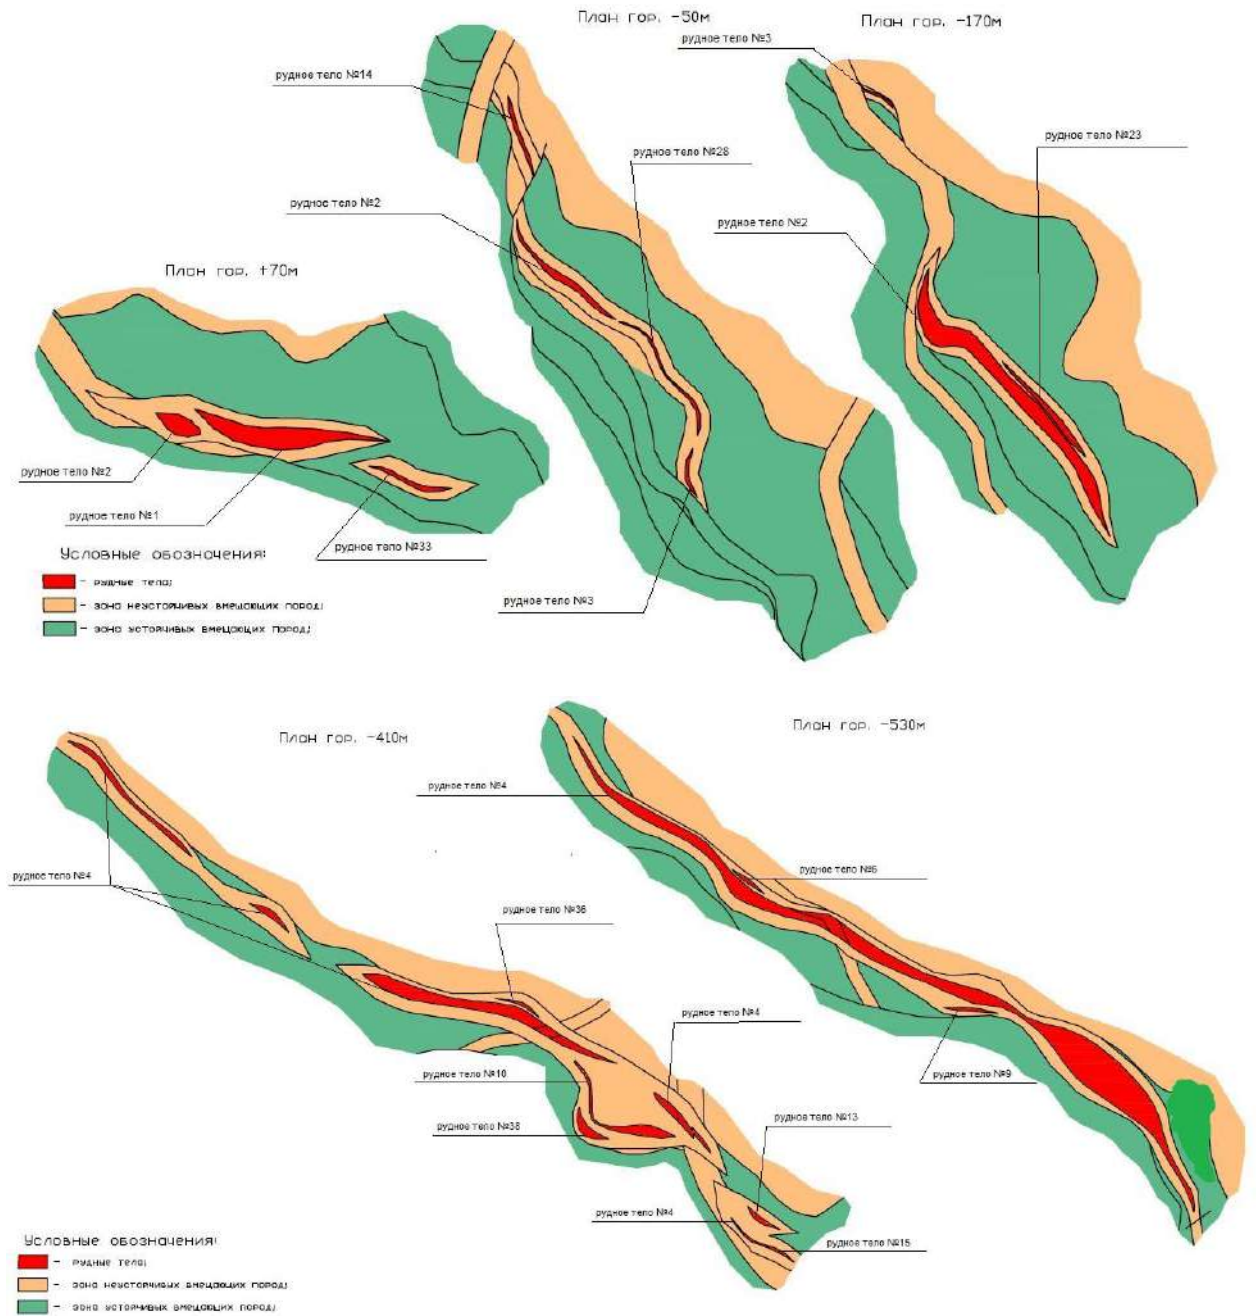 План гор. -50м
План гор. -170м
рудное тело №3
рудное тело №14
рудное тело №23
рудное тело №28
рудное тело №2
рудное тело №2
План гор. +70м
рудное тело №2
рудное тело №1
рудное тело №33
рудное тело №3
Условные обозначения:
- рудные тела;
- зона неустойчивых вмещающих пород;
- зона устойчивых вмещающих пород;
План гор. -410м
План гор. -530м
рудное тело №4
рудное тело №6
рудное тело №4
рудное тело №36
рудное тело №4
рудное тело №10
рудное тело №9
рудное тело №38
рудное тело №13
рудное тело №4
рудное тело №15
Условные обозначения:
- рудные тела;
- зона неустойчивых вмещающих пород;
- зона устойчивых вмещающих пород;